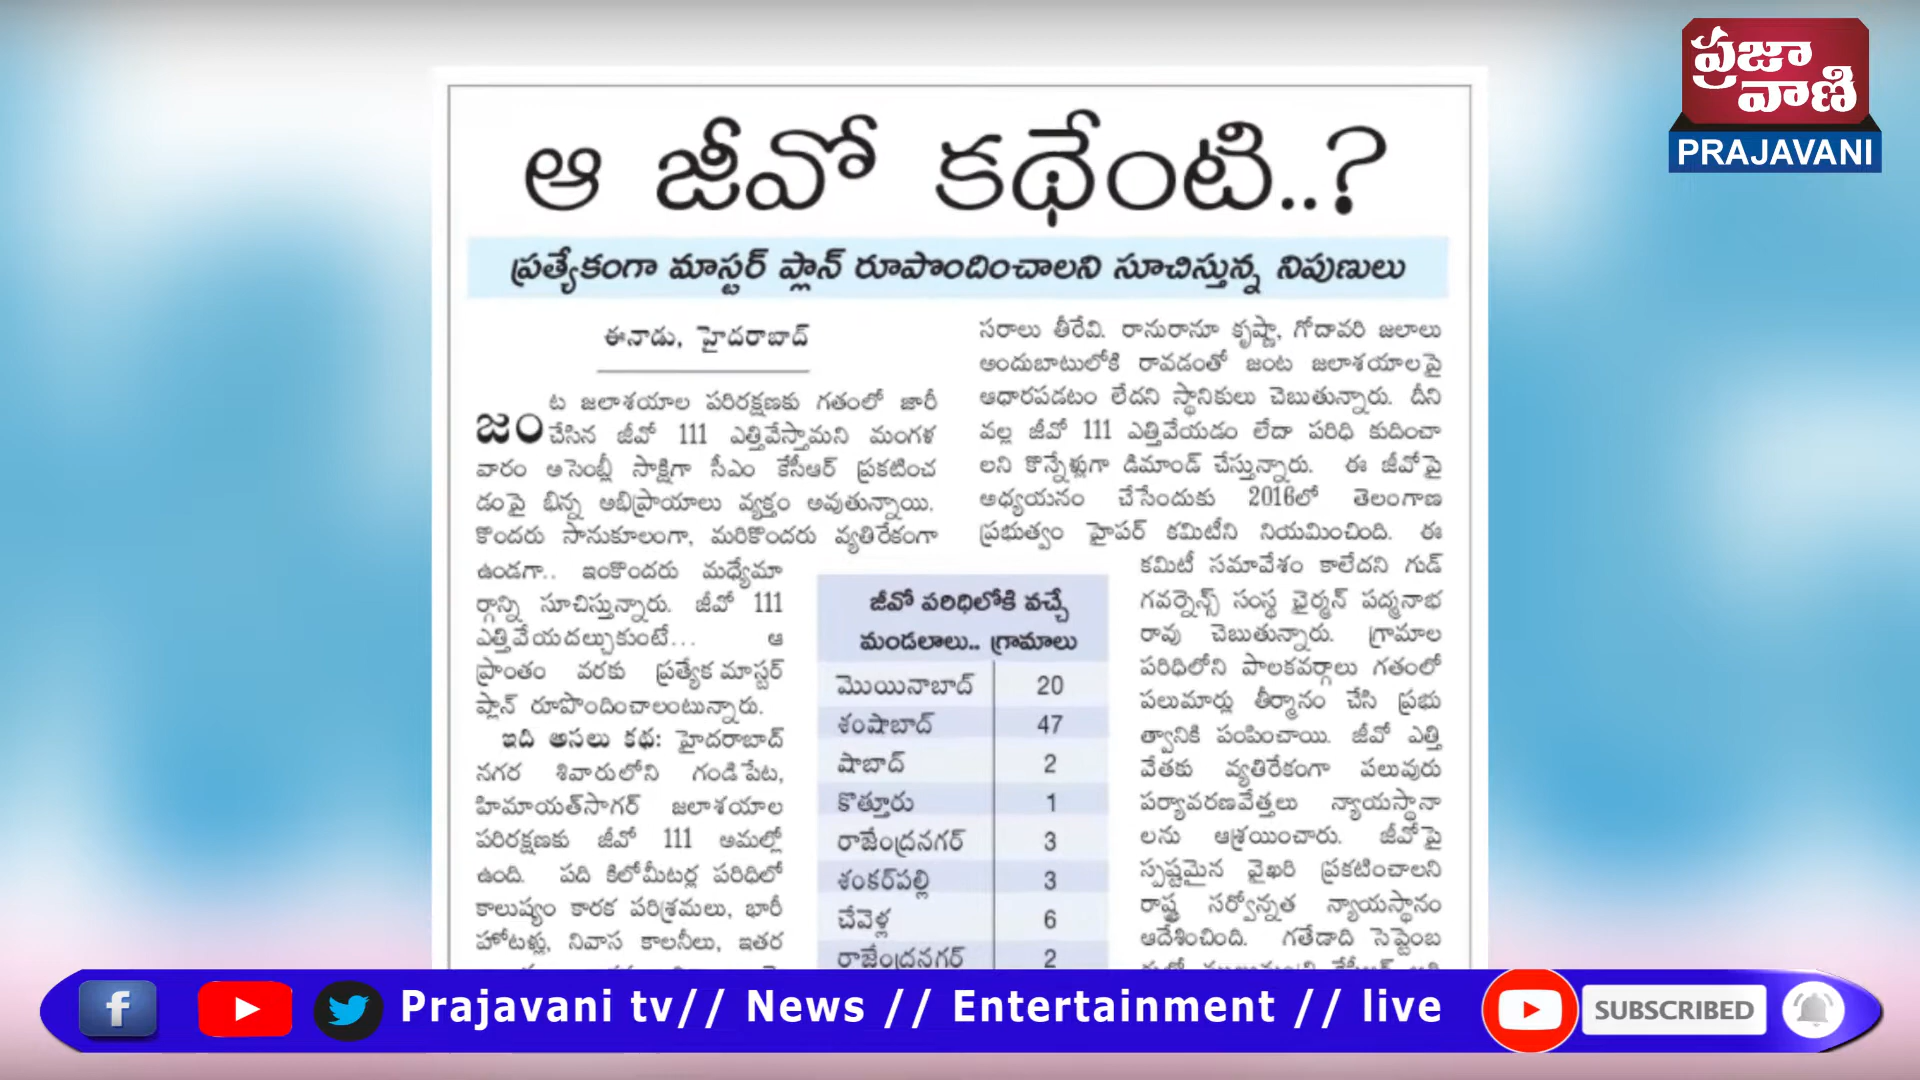 ప్రజా
వాణి
PRAJAVANI
ఆ జీవో కథేంటి..?
ప్రత్యేకంగా మాస్టర్ ప్లాన్ రూపొందించాలని సూచిస్తున్న నిపుణులు
ఈనాడు, హైదరాబాద్
జంట జలాశయాల పరిరక్షణకు గతంలో జారీ
చేసిన జీవో 111 ఎత్తివేస్తామని మంగళ
వారం అసెంబ్లీ సాక్షిగా సీఎం కేసీఆర్ ప్రకటించ
డంపై భిన్న అభిప్రాయాలు వ్యక్తం అవుతున్నాయి.
కొందరు సానుకూలంగా, మరికొందరు వ్యతిరేకంగా
ఉండగా.. ఇంకొందరు మధ్యేమా
ర్గాన్ని సూచిస్తున్నారు. జీవో 111
ఎత్తివేయదల్చుకుంటే... ఆ
ప్రాంతం వరకు ప్రత్యేక మాస్టర్
ప్లాన్ రూపొందించాలంటున్నారు.
ఇది అసలు కథ: హైదరాబాద్
నగర శివారులోని గండిపేట,
హిమాయత్‌సాగర్ జలాశయాల
పరిరక్షణకు జీవో 111 అమల్లో
ఉంది. పది కిలోమీటర్ల పరిధిలో
కాలుష్యం కారక పరిశ్రమలు, భారీ
హోటళ్లు, నివాస కాలనీలు, ఇతర
జీవో పరిధిలోకి వచ్చే
మండలాలు.. గ్రామాలు
మొయినాబాద్ 20
శంషాబాద్ 47
షాబాద్ 2
కొత్తూరు 1
రాజేంద్రనగర్ 3
శంకర్‌పల్లి 3
చేవెళ్ల 6
రాజేంద్రనగర్ 2
సరాలు తీరేవి. రానురానూ కృష్ణా, గోదావరి జలాలు
అందుబాటులోకి రావడంతో జంట జలాశయాలపై
ఆధారపడటం లేదని స్థానికులు చెబుతున్నారు. దీని
వల్ల జీవో 111 ఎత్తివేయడం లేదా పరిధి కుదించా
లని కొన్నేళ్లుగా డిమాండ్ చేస్తున్నారు. ఈ జీవోపై
అధ్యయనం చేసేందుకు 2016లో తెలంగాణ
ప్రభుత్వం హైపర్ కమిటీని నియమించింది. ఈ
కమిటీ సమావేశం కాలేదని గుడ్
గవర్నెన్స్ సంస్థ ఛైర్మన్ పద్మనాభ
రావు చెబుతున్నారు. గ్రామాల
పరిధిలోని పాలకవర్గాలు గతంలో
పలుమార్లు తీర్మానం చేసి ప్రభు
త్వానికి పంపించాయి. జీవో ఎత్తి
వేతకు వ్యతిరేకంగా పలువురు
పర్యావరణవేత్తలు న్యాయస్థానా
లను ఆశ్రయించారు. జీవోపై
స్పష్టమైన వైఖరి ప్రకటించాలని
రాష్ట్ర సర్వోన్నత న్యాయస్థానం
ఆదేశించింది. గతేడాది సెప్టెంబ
Prajavani tv// News // Entertainment // live
SUBSCRIBED